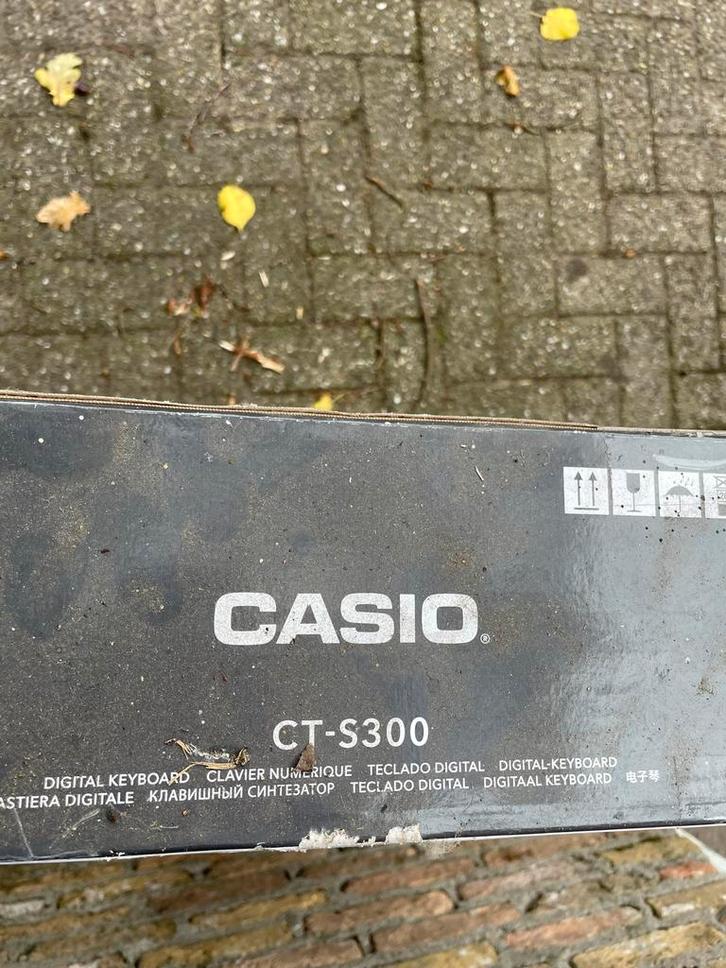 CASIO®
CT-S300
DIGITAL KEYBOARD CLAVIER NUMÉRIQUE TECLADO DIGITAL DIGITAL-KEYBOARD
ASTIERA DIGITALE КЛАВИШНЫЙ СИНТЕЗАТОР TECLADO DIGITAL DIGITAAL KEYBOARD 电子琴